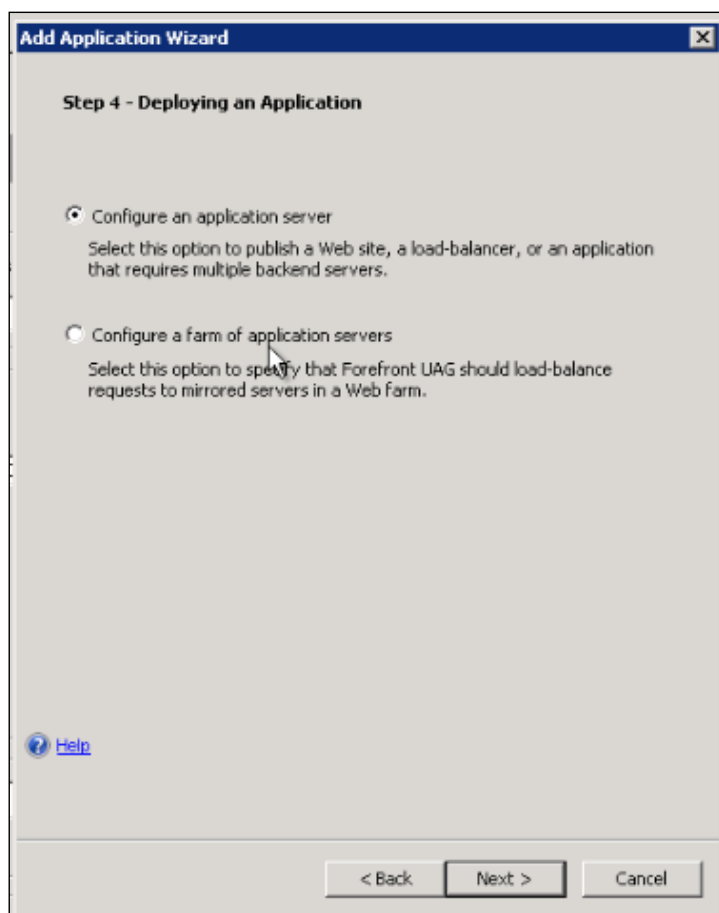 Add Application Wizard
Step 4 - Deploying an Application
Configure an application server
Select this option to publish a Web site, a load-balancer, or an application
that requires multiple backend servers.
Configure a farm of application servers
Select this option to specify that Forefront UAG should load-balance
requests to mirrored servers in a Web farm.
Help
< Back Next > Cancel